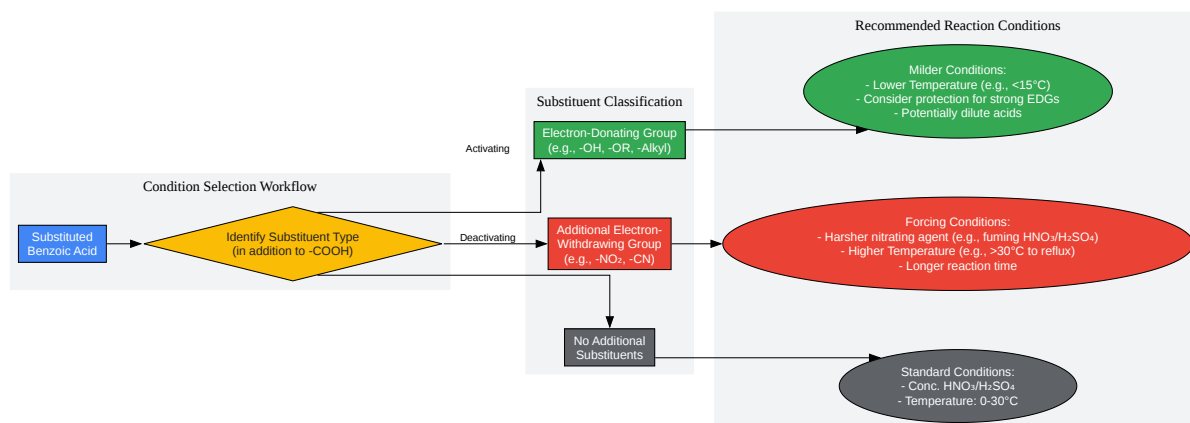 Recommended Reaction Conditions
Milder Conditions:
- Lower Temperature (e.g., <15°C)
- Consider protection for strong EDGs
- Potentially dilute acids
Substituent Classification
Electron-Donating Group
(e.g., -OH, -OR, -Alkyl)
Activating
Condition Selection Workflow
Substituted
Benzoic Acid
Identify Substituent Type
(in addition to -COOH)
Deactivating
Additional Electron-
Withdrawing Group
(e.g., -NO₂, -CN)
Forcing Conditions:
- Harsher nitrating agent (e.g., fuming HNO₃/H₂SO₄)
- Higher Temperature (e.g., >30°C to reflux)
- Longer reaction time
No Additional
Substituents
Standard Conditions:
- Conc. HNO₃/H₂SO₄
- Temperature: 0-30°C